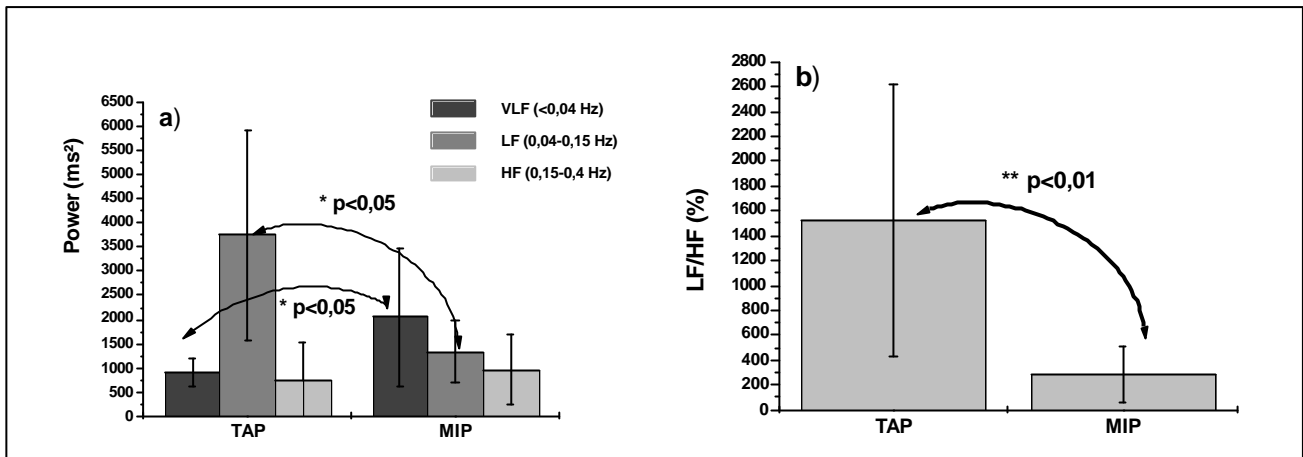 a)
Power (ms²)
6500
6000
5500
5000
4500
4000
3500
3000
2500
2000
1500
1000
500
0
VLF (<0,04 Hz)
LF (0,04-0,15 Hz)
HF (0,15-0,4 Hz)
* p<0,05
* p<0,05
TAP
MIP
b)
LF/HF (%)
2800
2600
2400
2200
2000
1800
1600
1400
1200
1000
800
600
400
200
0
** p<0,01
TAP
MIP